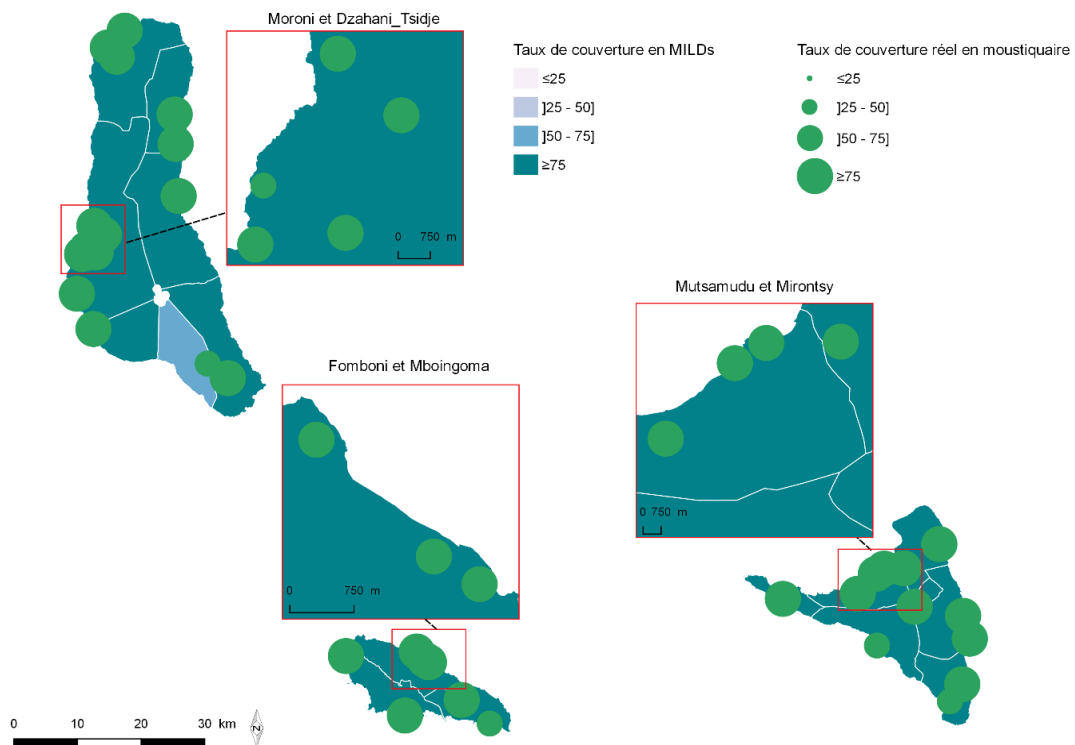 Moroni et Dzahani_Tsidje
Taux de couverture en MILDs
≤25
]25 - 50]
]50 - 75]
≥75
Taux de couverture réel en moustiquaire
≤25
]25 - 50]
]50 - 75]
≥75
0 750 m
Mutsamudu et Mirontsy
0 750 m
Fomboni et Mboingoma
0 750 m
0 10 20 30 km
N